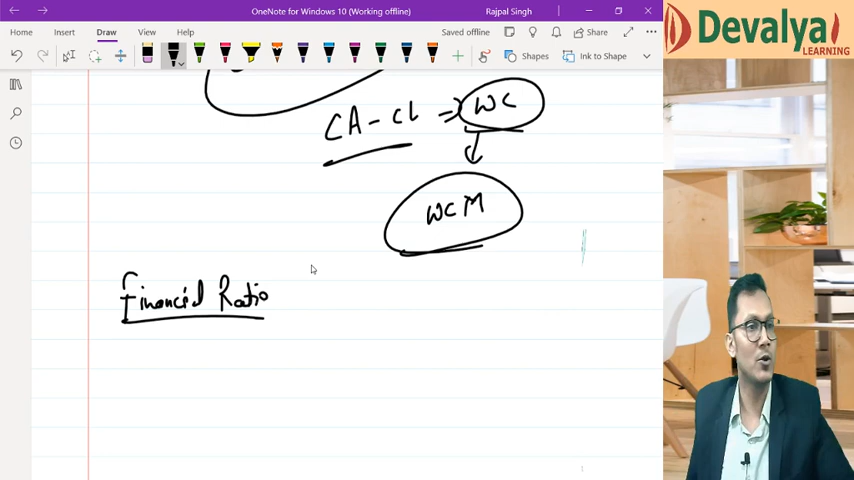 OneNote for Windows 10 (Working offline)
Rajpal Singh
Home Insert Draw View Help
Saved offline
Share
Shapes
Ink to Shape
CA - CL => WC
WCM
Financial Ratio
Devalya
LEARNING